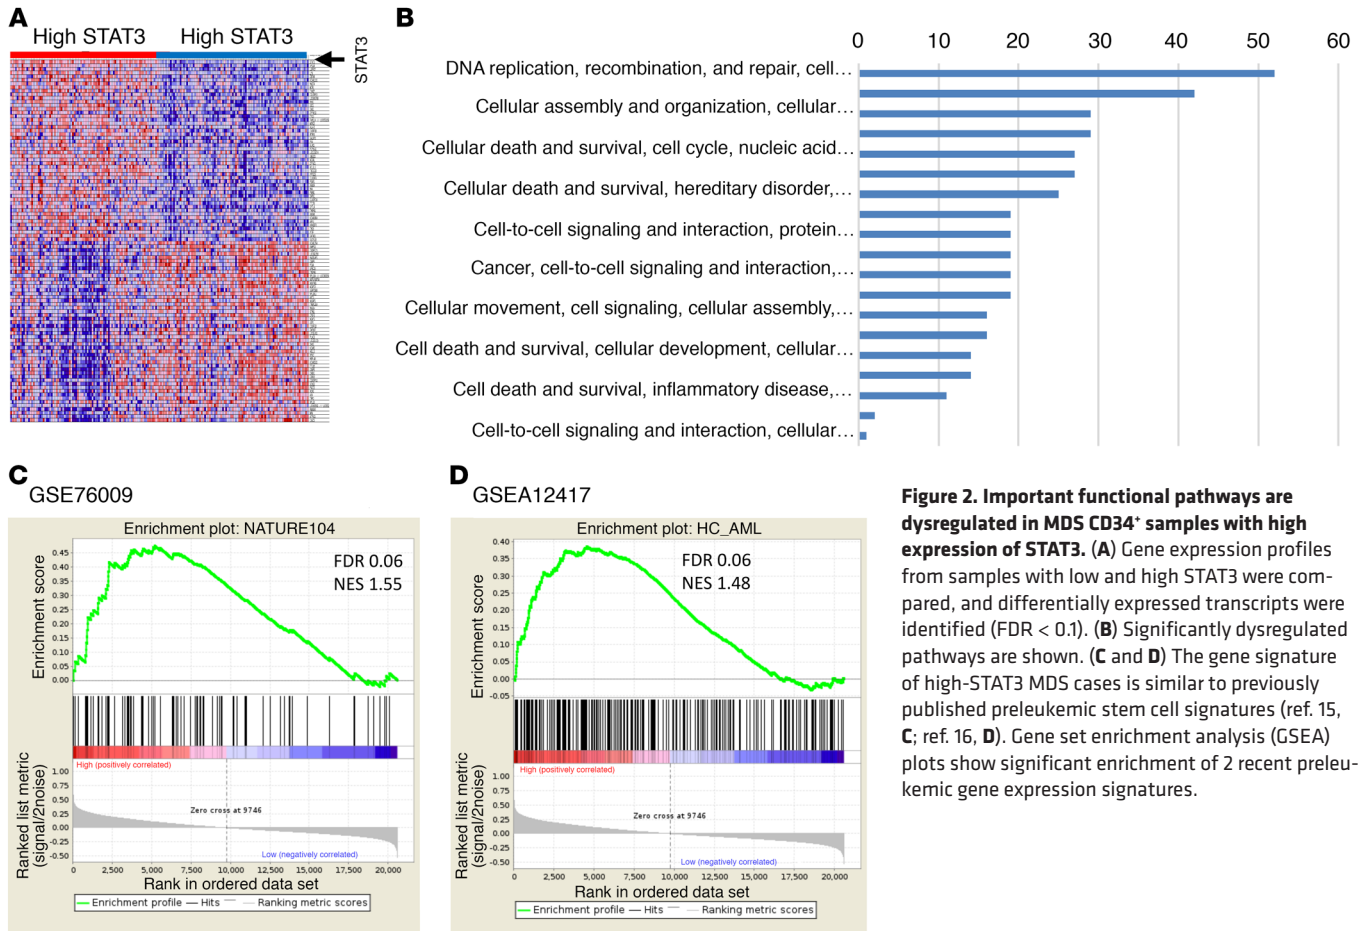 A
High STAT3
High STAT3
STAT3
B
0
10
20
30
40
50
60
DNA replication, recombination, and repair, cell…
Cellular assembly and organization, cellular…
Cellular death and survival, cell cycle, nucleic acid…
Cellular death and survival, hereditary disorder,…
Cell-to-cell signaling and interaction, protein…
Cancer, cell-to-cell signaling and interaction,…
Cellular movement, cell signaling, cellular assembly,…
Cell death and survival, cellular development, cellular…
Cell death and survival, inflammatory disease,…
Cell-to-cell signaling and interaction, cellular…
C
GSE76009
Enrichment plot: NATURE104
FDR 0.06
NES 1.55
Enrichment score
0.45
0.40
0.35
0.30
0.25
0.20
0.15
0.10
0.05
0.00
High (positively correlated)
Ranked list metric
(signal/2noise)
1.00
0.75
0.50
0.25
0.00
-0.25
-0.50
Zero cross at 9746
Low (negatively correlated)
0
2,500
5,000
7,500
10,000
12,500
15,000
17,500
20,000
Rank in ordered data set
Enrichment profile
Hits
Ranking metric scores
D
GSEA12417
Enrichment plot: HC_AML
FDR 0.06
NES 1.48
Enrichment score
0.40
0.35
0.30
0.25
0.20
0.15
0.10
0.05
0.00
-0.05
High (positively correlated)
Ranked list metric
(signal/2noise)
1.00
0.75
0.50
0.25
0.00
-0.25
-0.50
Zero cross at 9746
Low (negatively correlated)
0
2,500
5,000
7,500
10,000
12,500
15,000
17,500
20,000
Rank in ordered data set
Enrichment profile
Hits
Ranking metric scores
Figure 2. Important functional pathways are
dysregulated in MDS CD34⁺ samples with high
expression of STAT3. (A) Gene expression profiles
from samples with low and high STAT3 were com-
pared, and differentially expressed transcripts were
identified (FDR < 0.1). (B) Significantly dysregulated
pathways are shown. (C and D) The gene signature
of high-STAT3 MDS cases is similar to previously
published preleukemic stem cell signatures (ref. 15,
C; ref. 16, D). Gene set enrichment analysis (GSEA)
plots show significant enrichment of 2 recent preleu-
kemic gene expression signatures.